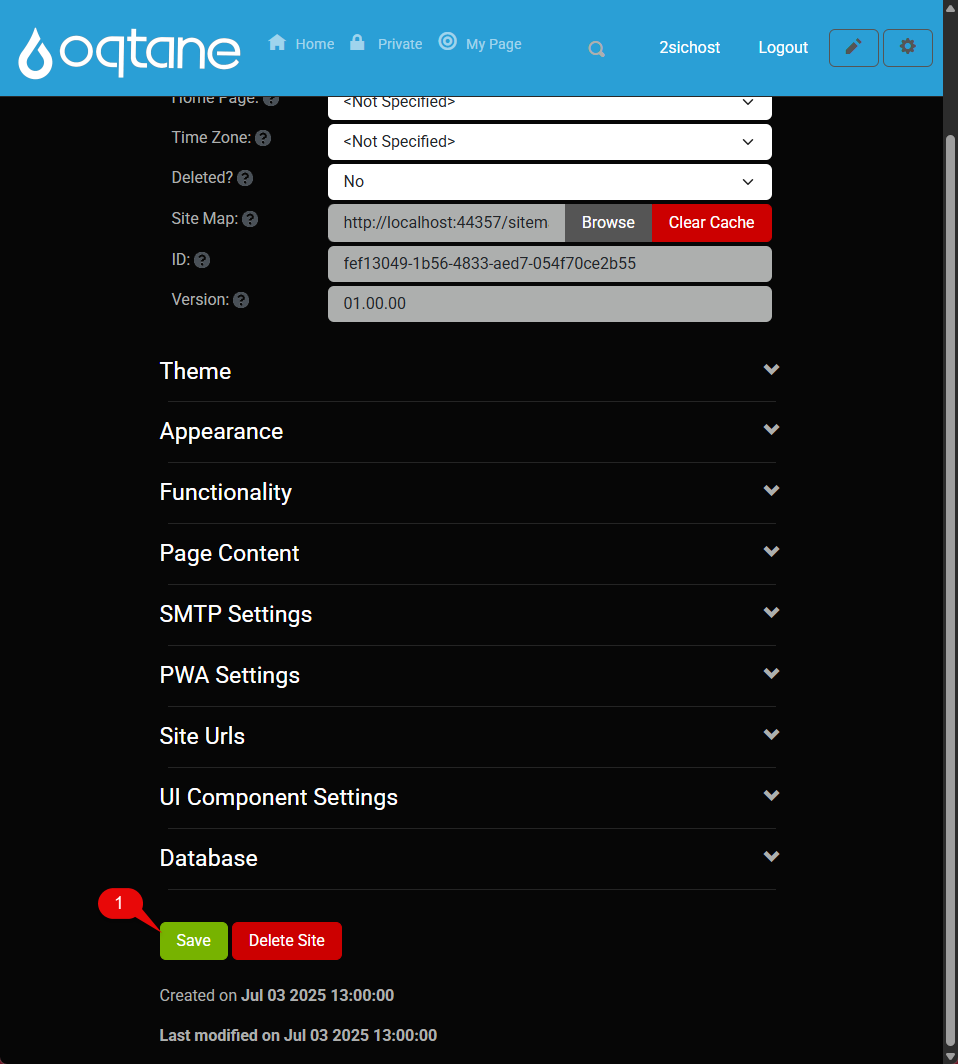 oqtane Home Private My Page 2sichost Logout
Home Page: ? <Not Specified>
Time Zone: ? <Not Specified>
Deleted? ? No
Site Map: ? http://localhost:44357/sitem Browse Clear Cache
ID: ? fef13049-1b56-4833-aed7-054f70ce2b55
Version: ? 01.00.00
Theme
Appearance
Functionality
Page Content
SMTP Settings
PWA Settings
Site Urls
UI Component Settings
Database
1
Save Delete Site
Created on Jul 03 2025 13:00:00
Last modified on Jul 03 2025 13:00:00